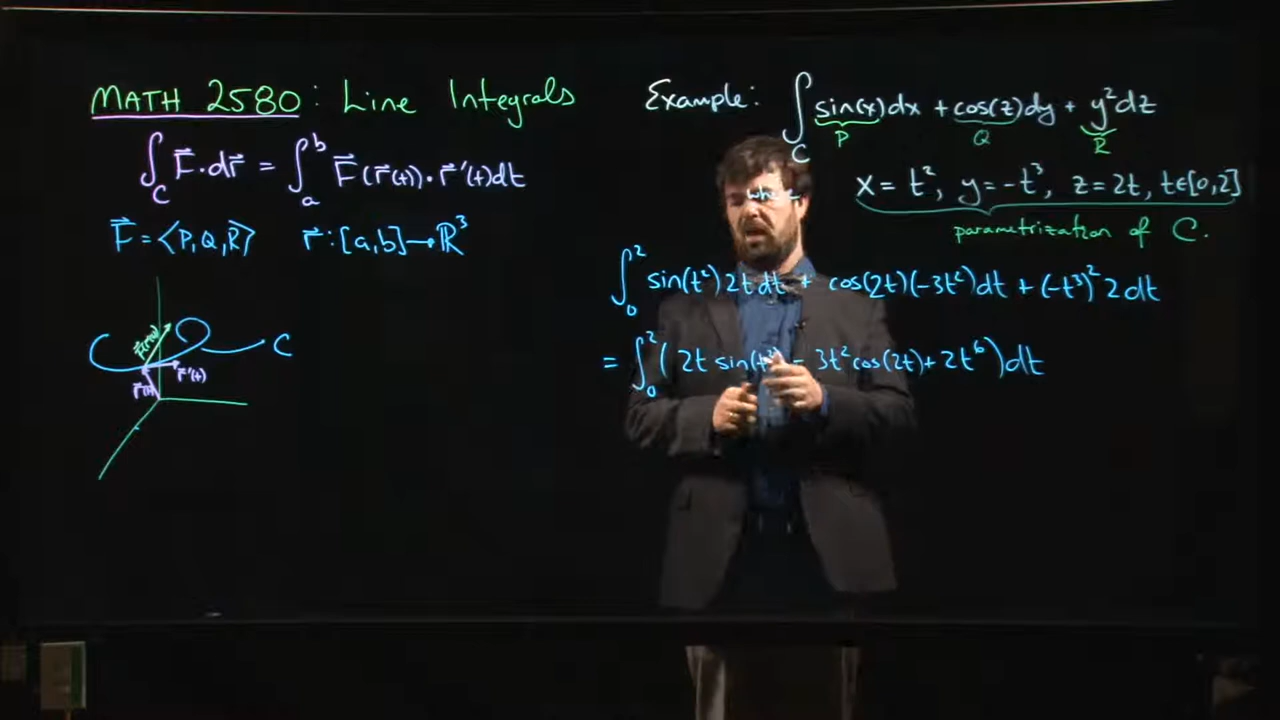 MATH 2580: Line Integrals
∫_C F⃗·dr⃗ = ∫_a^b F⃗(r⃗(t))·r⃗'(t)dt
F⃗ = ⟨P,Q,R⟩ r⃗:[a,b]→ℝ³
C
r⃗'(t)
r⃗(t)
Example: ∫_C sin(x)dx + cos(z)dy + y²dz
P Q R
x = t², y = -t³, z = 2t, t∈[0,2]
parametrization of C.
∫_0^2 sin(t²)2t dt + cos(2t)(-3t²)dt + (-t³)² 2dt
= ∫_0^2 (2t sin(t²) - 3t²cos(2t) + 2t⁶)dt